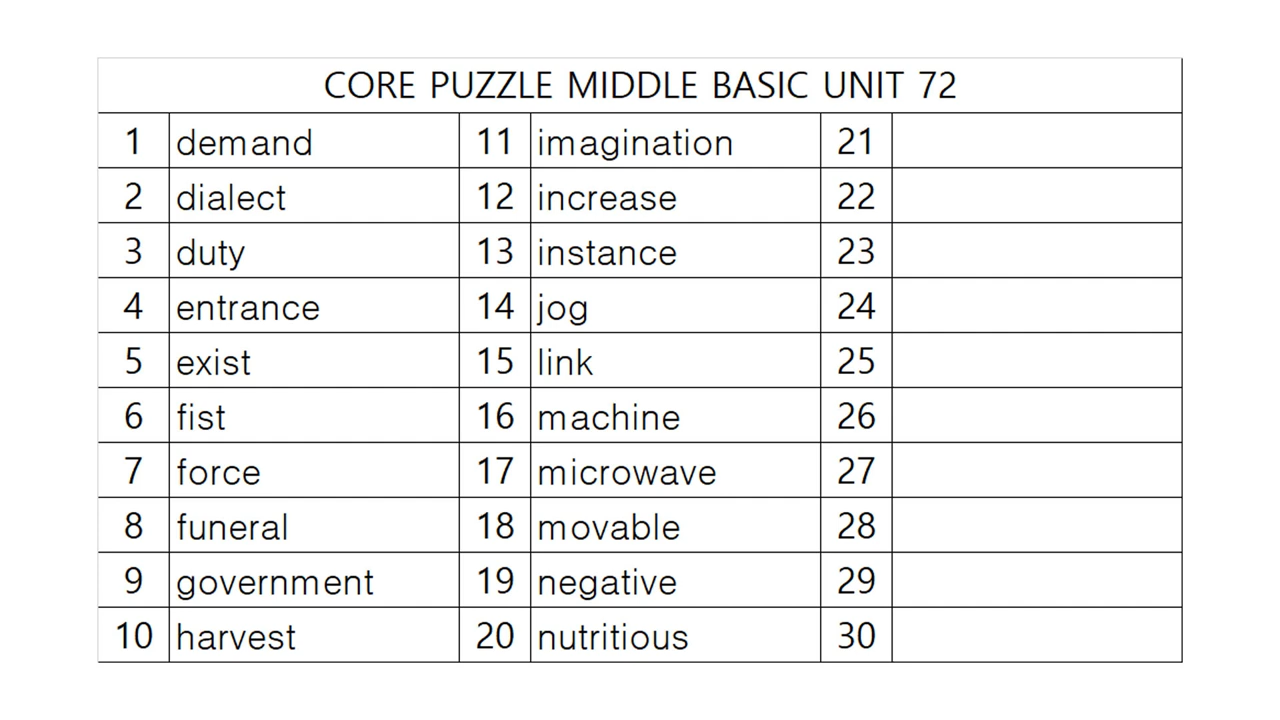 CORE PUZZLE MIDDLE BASIC UNIT 72
1 demand 11 imagination 21
2 dialect 12 increase 22
3 duty 13 instance 23
4 entrance 14 jog 24
5 exist 15 link 25
6 fist 16 machine 26
7 force 17 microwave 27
8 funeral 18 movable 28
9 government 19 negative 29
10 harvest 20 nutritious 30